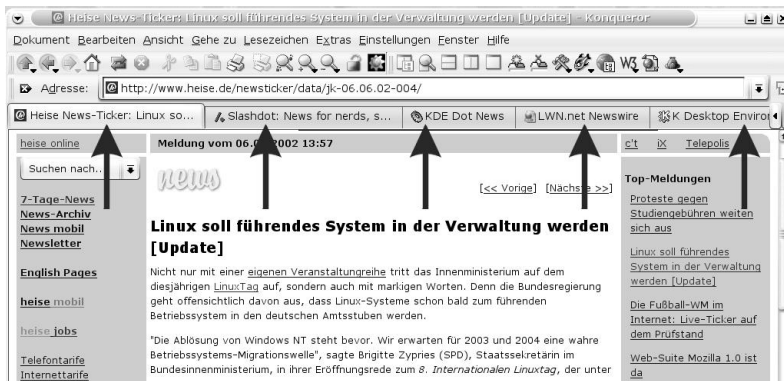 Heise News-Ticker: Linux soll führendes System in der Verwaltung werden [Update] - Konqueror
Dokument Bearbeiten Ansicht Gehe zu Lesezeichen Extras Einstellungen Fenster Hilfe
Adresse: http://www.heise.de/newsticker/data/jk-06.06.02-004/
Heise News-Ticker: Linux so... Slashdot: News for nerds, s... KDE Dot News LWN.net Newswire K Desktop Enviro
heise online
Suchen nach...
7-Tage-News
News-Archiv
News mobil
Newsletter
English Pages
heise mobil
heise jobs
Telefontarife
Internettarife
Meldung vom 06.0 2002 13:57
news
[<< Vorige] [Nächste >>]
Linux soll führendes System in der Verwaltung werden
[Update]
Nicht nur mit einer eigenen Veranstaltungreihe tritt das Innenministerium auf dem
diesjährigen LinuxTag auf, sondern auch mit markigen Worten. Denn die Bundesregierung
geht offensichtlich davon aus, dass Linux-Systeme schon bald zum führenden
Betriebssystem in den deutschen Amtsstuben werden.
"Die Ablösung von Windows NT steht bevor. Wir erwarten für 2003 und 2004 eine wahre
Betriebssystems-Migrationswelle", sagte Brigitte Zypries (SPD), Staatssekretärin im
Bundesinnenministerium, in ihrer Eröffnungsrede zum 8. Internationalen Linuxtag, der unter
c't iX Telepolis
Top-Meldungen
Proteste gegen
Studiengebühren weiten
sich aus
Linux soll führendes
System in der Verwaltung
werden [Update]
Die Fußball-WM im
Internet: Live-Ticker auf
dem Prüfstand
Web-Suite Mozilla 1.0 ist
da